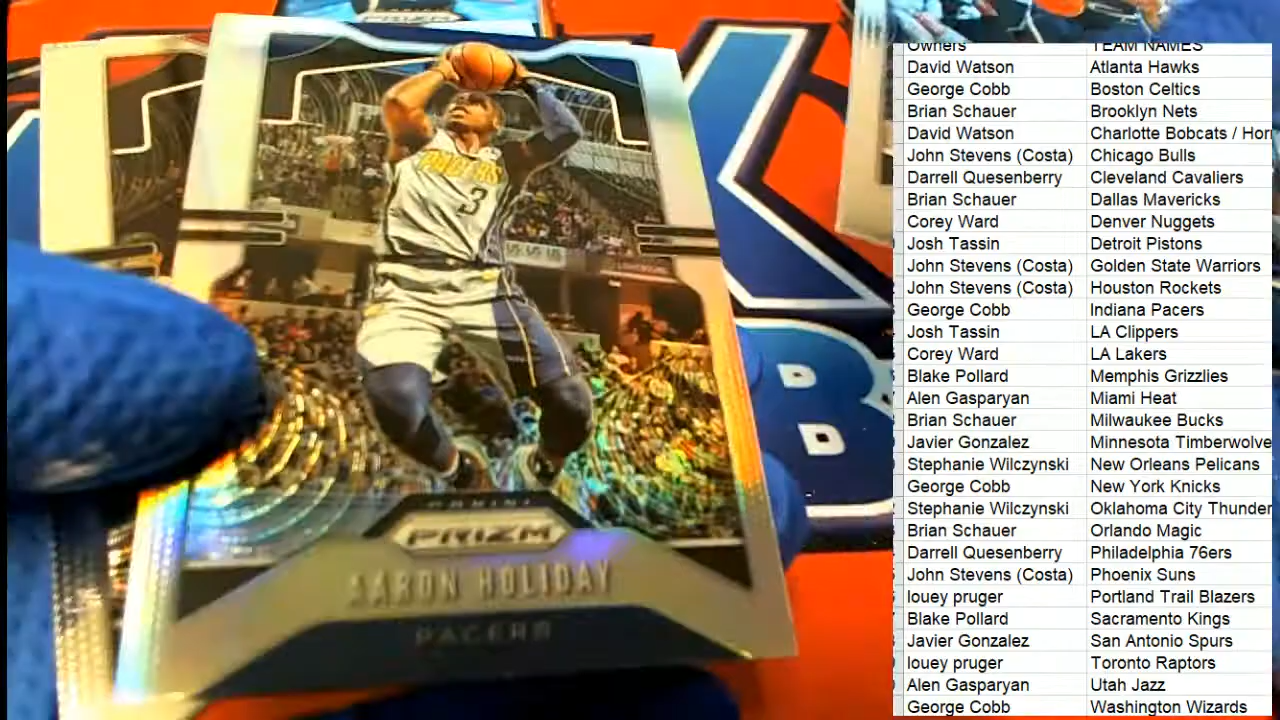 PRIZM
PACERS
3
PANINI
PRIZM
AARON HOLIDAY
PACERS
B
Owners TEAM NAMES
David Watson Atlanta Hawks
George Cobb Boston Celtics
Brian Schauer Brooklyn Nets
David Watson Charlotte Bobcats / Horn
John Stevens (Costa) Chicago Bulls
Darrell Quesenberry Cleveland Cavaliers
Brian Schauer Dallas Mavericks
Corey Ward Denver Nuggets
Josh Tassin Detroit Pistons
John Stevens (Costa) Golden State Warriors
John Stevens (Costa) Houston Rockets
George Cobb Indiana Pacers
Josh Tassin LA Clippers
Corey Ward LA Lakers
Blake Pollard Memphis Grizzlies
Alen Gasparyan Miami Heat
Brian Schauer Milwaukee Bucks
Javier Gonzalez Minnesota Timberwolve
Stephanie Wilczynski New Orleans Pelicans
George Cobb New York Knicks
Stephanie Wilczynski Oklahoma City Thunder
Brian Schauer Orlando Magic
Darrell Quesenberry Philadelphia 76ers
John Stevens (Costa) Phoenix Suns
louey pruger Portland Trail Blazers
Blake Pollard Sacramento Kings
Javier Gonzalez San Antonio Spurs
louey pruger Toronto Raptors
Alen Gasparyan Utah Jazz
George Cobb Washington Wizards